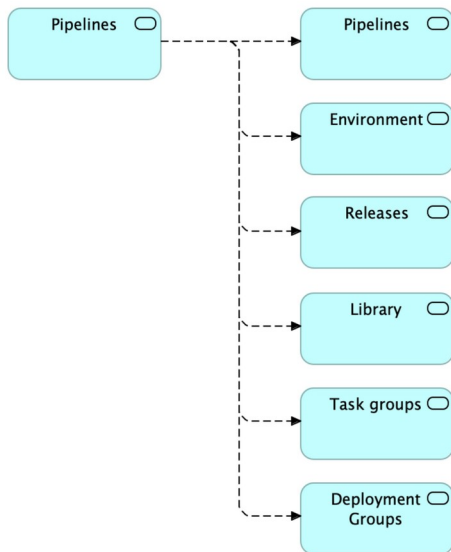 Pipelines
Pipelines
Environment
Releases
Library
Task groups
Deployment
Groups